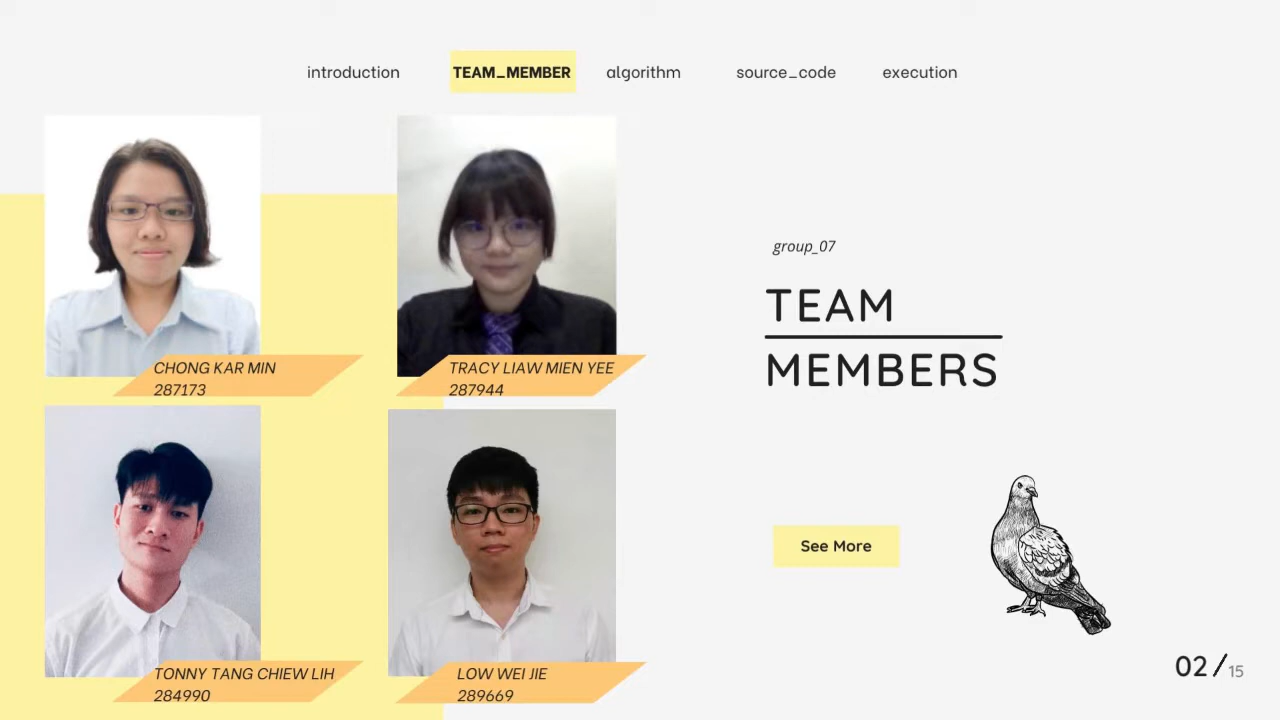 introduction
TEAM_MEMBER
algorithm
source_code
execution
group_07
TEAM
MEMBERS
CHONG KAR MIN
287173
TRACY LIAW MIEN YEE
287944
TONNY TANG CHIEW LIH
284990
LOW WEI JIE
289669
See More
02 / 15